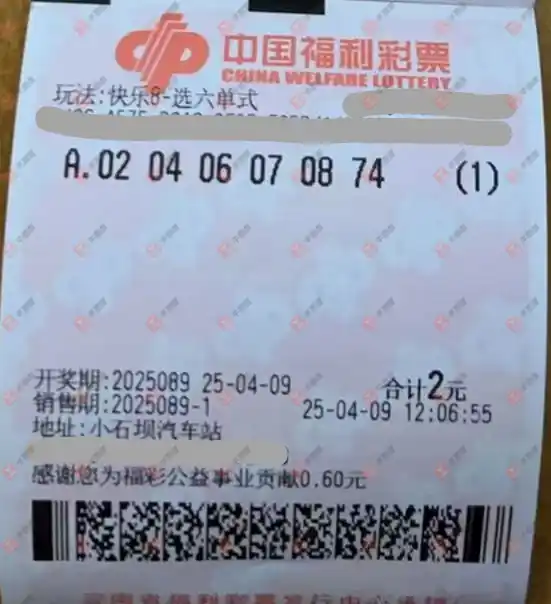 中国福利彩票
CHINA WELFARE LOTTERY
玩法:快乐8-选六单式
A.02 04 06 07 08 74 (1)
开奖期:2025089 25-04-09 合计2元
销售期:2025089-1 25-04-09 12:06:55
地址:小石坝汽车站
感谢您为福彩公益事业贡献0.60元